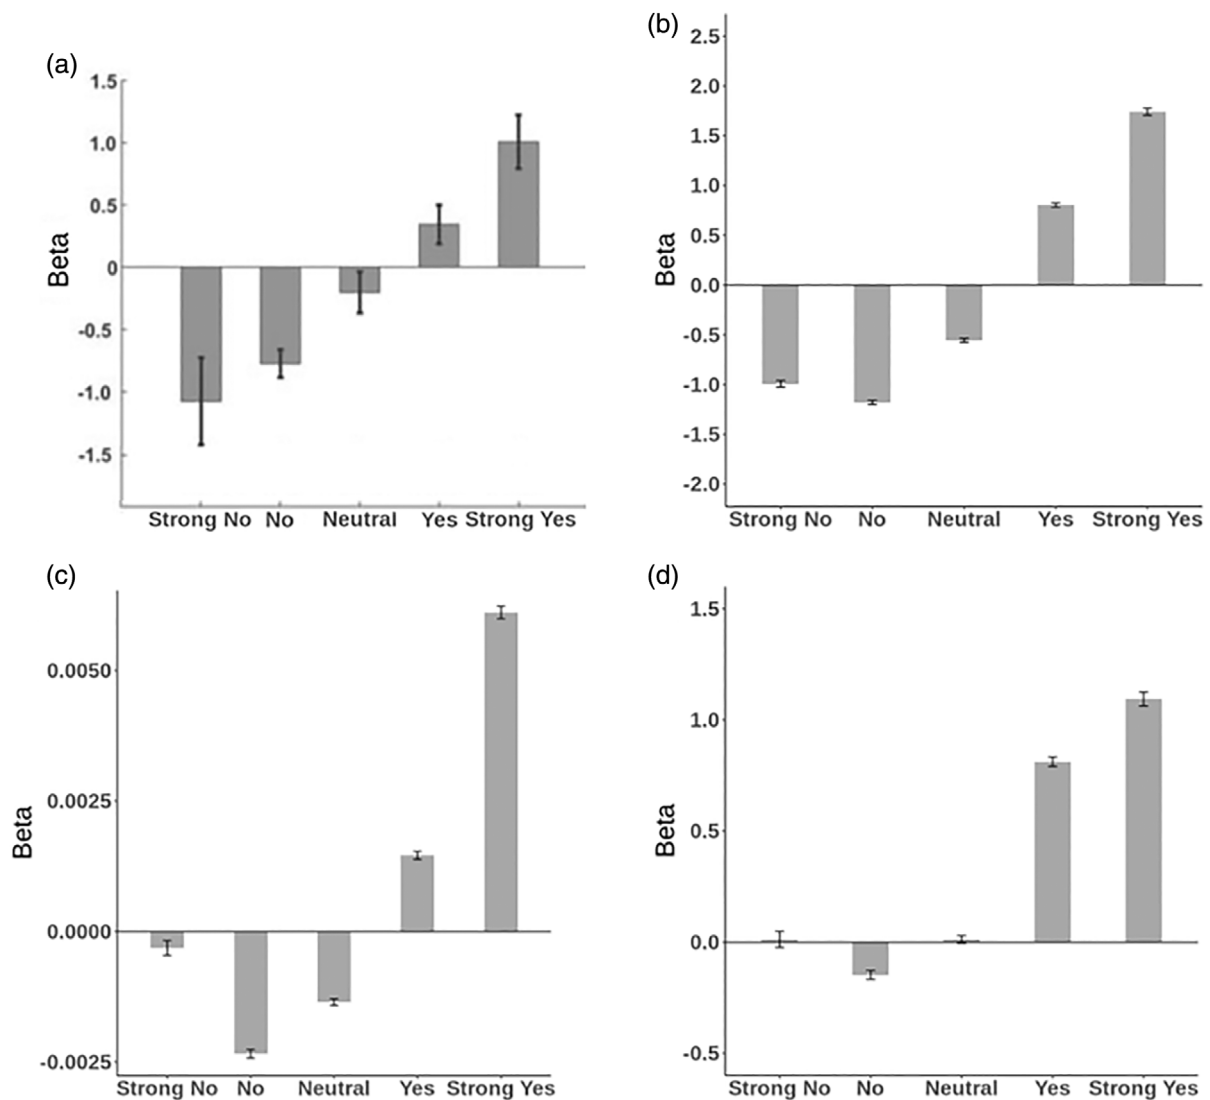 (a)
1.5
1.0
0.5
0
-0.5
-1.0
-1.5
Beta
Strong No No Neutral Yes Strong Yes
(b)
2.5
2.0
1.5
1.0
0.5
0.0
-0.5
-1.0
-1.5
-2.0
Beta
Strong No No Neutral Yes Strong Yes
(c)
0.0050
0.0025
0.0000
-0.0025
Beta
Strong No No Neutral Yes Strong Yes
(d)
1.5
1.0
0.5
0.0
-0.5
Beta
Strong No No Neutral Yes Strong Yes